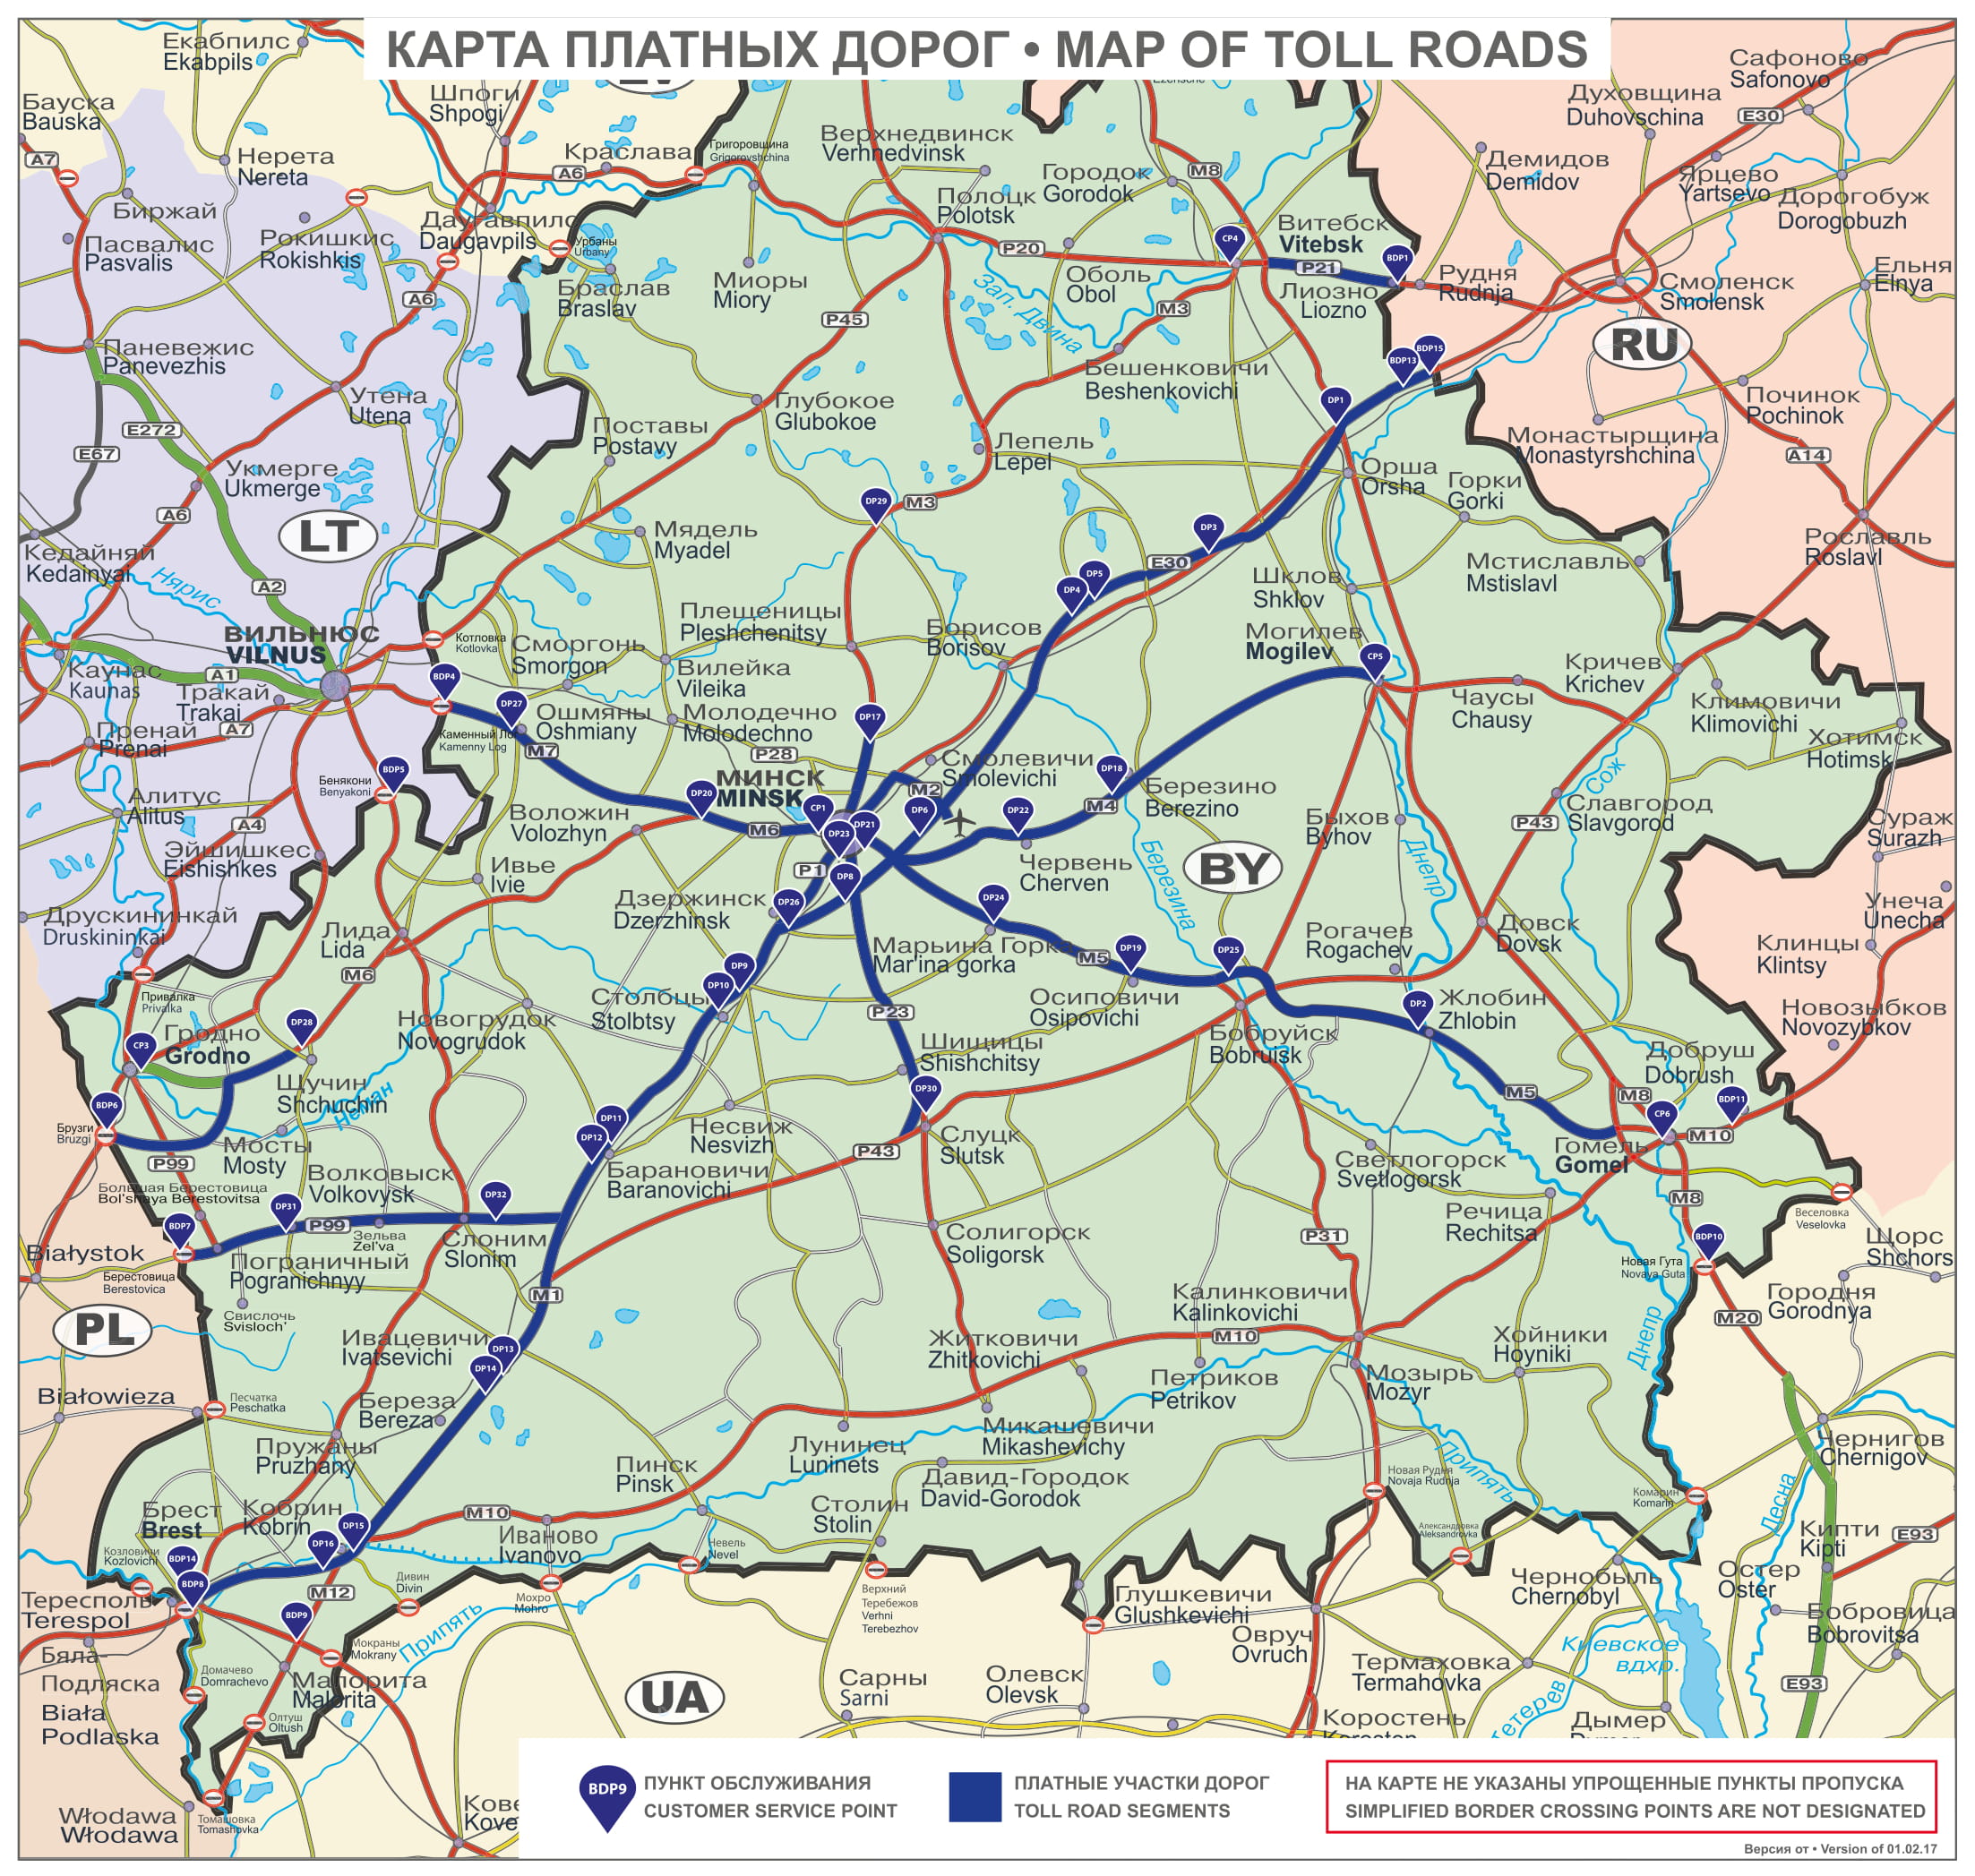 КАРТА ПЛАТНЫХ ДОРОГ • MAP OF TOLL ROADS
Екабпилс
Ekabpils
Шпоги
Shpogi
Сафоново
Safonovo
Бауска
Bauska
Духовщина
Duhovschina
E30
A7
Нерета
Nereta
Краслава
A6
Григоровщина
Grigorovshchina
Верхнедвинск
Verhnedvinsk
Городок
Gorodok
M8
Демидов
Demidov
Ярцево
Yartsevo
Дорогобуж
Dorogobuzh
Биржай
Пасвалис
Pasvalis
Рокишкис
Rokishkis
Даугавпилс
Daugavpils
Урбаны
Urbany
Полоцк
Polotsk
P20
CP4
Витебск
Vitebsk
P21
BDP1
Рудня
Rudnja
Ельня
Elnya
Браслав
Braslav
Миоры
Miory
Зап. Двина
Оболь
Obol
Лиозно
Liozno
Смоленск
Smolensk
A6
P45
M3
RU
Паневежис
Panevezhis
Бешенковичи
Beshenkovichi
BDP13
BDP15
Утена
Utena
DP1
Починок
Pochinok
E272
E67
Глубокое
Glubokoe
Поставы
Postavy
Лепель
Lepel
Монастырщина
Monastyrshchina
A14
Укмерге
Ukmerge
Орша
Orsha
Горки
Gorki
A6
LT
DP29
M3
DP3
Мядель
Myadel
Рославль
Roslavl
Кедайняй
Kedainyai
Нярис
A2
E30
DP5
DP4
Шклов
Shklov
Мстиславль
Mstislavl
Плещеницы
Pleshchenitsy
Борисов
Borisov
Могилев
Mogilev
CP5
ВИЛЬНЮС
VILNUS
Котловка
Kotlovka
Сморгонь
Smorgon
Вилейка
Vileika
Кричев
Krichev
Каунас
Kaunas
A1
Тракай
Trakai
BDP4
DP27
Ошмяны
Oshmiany
Молодечно
Molodechno
DP17
Чаусы
Chausy
Климовичи
Klimovichi
Пренай
Prenai
A7
Kamenny Log
M7
P28
Хотимск
Hotimsk
Бенякони
Benyakoni
BDP5
МИНСК
MINSK
Смолевичи
Smolevichi
DP18
Березино
Berezino
Сож
Алитус
Alitus
DP20
CP1
M2
DP6
DP22
M4
Славгород
Slavgorod
P43
Сураж
Surazh
A4
Воложин
Volozhyn
M6
DP21
DP23
Быхов
Byhov
Эйшишкес
Eishishkes
Ивье
Ivie
P1
DP8
Червень
Cherven
Березина
BY
Днепр
Друскининкай
Druskininkai
Дзержинск
Dzerzhinsk
DP26
DP24
Унеча
Unecha
Лида
Lida
Марьина Горка
Mar'ina gorka
M5
DP19
DP25
Рогачев
Rogachev
Довск
Dovsk
Клинцы
Klintsy
M6
DP9
DP10
Привалка
Privalka
Столбцы
Stolbtsy
Осиповичи
Osipovichi
DP2
Жлобин
Zhlobin
Новозыбков
Novozybkov
Гродно
Grodno
CP3
DP28
Новогрудок
Novogrudok
P23
Шищицы
Shishchitsy
Бобруйск
Bobruisk
Добруш
Dobrush
Щучин
Shchuchin
Неман
DP30
M5
M8
CP6
BDP11
BDP6
Брузги
Bruzgi
Мосты
Mosty
DP11
DP12
Несвиж
Nesvizh
Слуцк
Slutsk
M10
Гомель
Gomel
P99
Барановичи
Baranovichi
P43
Светлогорск
Svetlogorsk
Большая Берестовица
Bol'shaya Berestovitsa
Волковыск
Volkovysk
DP31
DP32
P99
M8
Речица
Rechitsa
Веселовка
Veselovka
BDP7
Białystok
Зельва
Zel'va
Слоним
Slonim
Солигорск
Soligorsk
P31
BDP10
Щорс
Shchors
Берестовица
Berestovica
Пограничный
Pogranichnyy
Новая Гута
Novaya Guta
M1
Калинковичи
Kalinkovichi
Городня
Gorodnya
PL
Свислочь
Svisloch'
M20
Ивацевичи
Ivatsevichi
DP13
DP14
Житковичи
Zhitkovichi
M10
Хойники
Hoyniki
Днепр
Białowieza
Песчатка
Peschatka
Береза
Bereza
Петриков
Petrikov
Мозырь
Mozyr
Микашевичи
Mikashevichy
Пружаны
Pruzhany
Лунинец
Luninets
Чернигов
Chernigov
Пинск
Pinsk
Давид-Городок
David-Gorodok
Новая Рудня
Novaja Rudnja
Припять
Комарин
Komarin
Десна
Брест
Brest
Кобрин
Kobrin
M10
Столин
Stolin
Александровка
Aleksandrovka
Кипти
Kipti
E93
Козловичи
Kozlovichi
BDP14
DP15
DP16
Иваново
Ivanovo
Невель
Nevel
BDP8
M12
Дивин
Divin
Мохро
Mohro
Верхний
Теребежов
Verhni
Terebezhov
Глушкевичи
Glushkevichi
Чернобыль
Chernobyl
Остер
Oster
Тересполь
Terespol
BDP9
Припять
Бобровица
Bobrovitsa
Бяла-
Подляска
Biała
Podlaska
Мокраны
Mokrany
Овруч
Ovruch
Киевское
вдхр.
Домачево
Domrachevo
Малорита
Malorita
UA
Сарны
Sarni
Олевск
Olevsk
Термаховка
Termahovka
E93
Олтуш
Oltush
Коростень
Тетерев
Дымер
Włodawa
Włodawa
Томашовка
Tomashovka
Кове
Kove
BDP9
ПУНКТ ОБСЛУЖИВАНИЯ
CUSTOMER SERVICE POINT
ПЛАТНЫЕ УЧАСТКИ ДОРОГ
TOLL ROAD SEGMENTS
НА КАРТЕ НЕ УКАЗАНЫ УПРОЩЕННЫЕ ПУНКТЫ ПРОПУСКА
SIMPLIFIED BORDER CROSSING POINTS ARE NOT DESIGNATED
Версия от • Version of 01.02.17